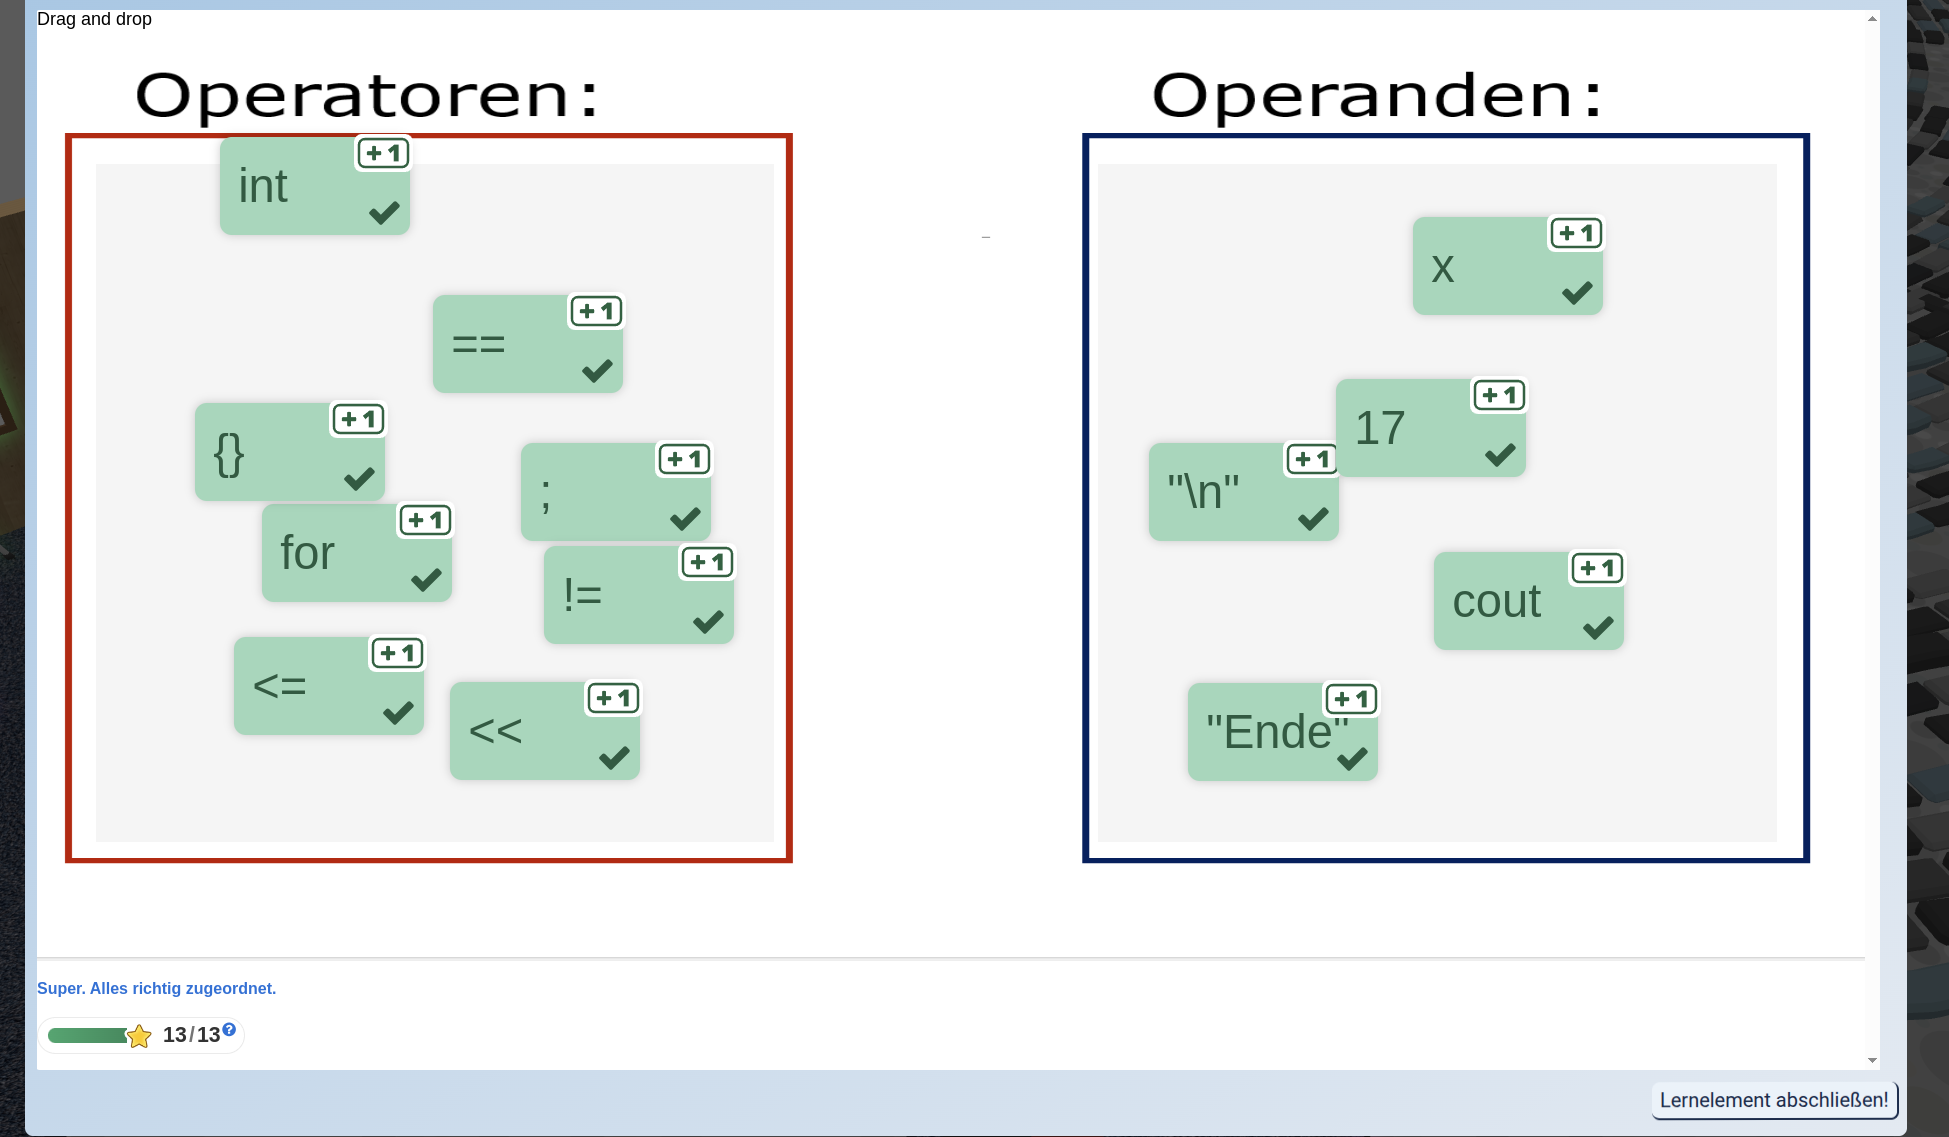 Drag and drop
Operatoren:
int
+1
==
+1
{}
+1
;
+1
for
+1
!=
+1
<=
+1
<<
+1
Operanden:
x
+1
17
+1
"\n"
+1
cout
+1
"Ende"
+1
Super. Alles richtig zugeordnet.
13/13
?
Lernelement abschließen!